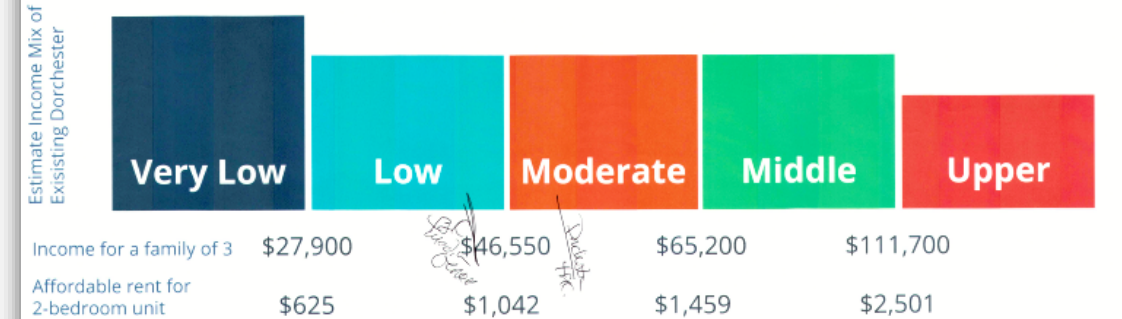 Estimate Income Mix of
Exisisting Dorchester
Very Low Low Moderate Middle Upper
Income for a family of 3 $27,900 $46,550 $65,200 $111,700
Affordable rent for
2-bedroom unit $625 $1,042 $1,459 $2,501